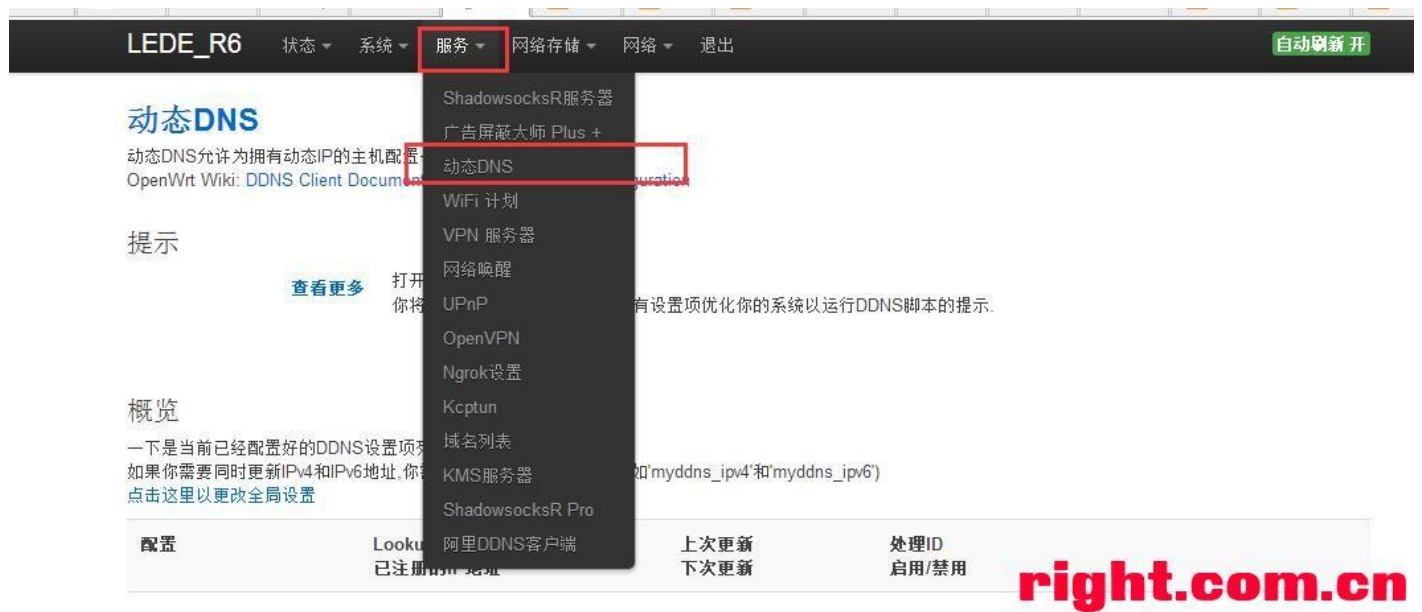 LEDE_R6 状态 系统 服务 网络存储 网络 退出 自动刷新 开
ShadowsocksR服务器
广告屏蔽大师 Plus +
动态DNS
WiFi 计划
VPN 服务器
网络唤醒
UPnP
OpenVPN
Ngrok设置
Kcptun
域名列表
KMS服务器
ShadowsocksR Pro
阿里DDNS客户端
动态DNS
动态DNS允许为拥有动态IP的主机配置
OpenWrt Wiki: DDNS Client
提示
查看更多 打开
你将 有设置项优化你的系统以运行DDNS脚本的提示.
概览
一下是当前已经配置好的DDNS设置项
如果你需要同时更新IPv4和IPv6地址,你 如'myddns_ipv4'和'myddns_ipv6')
点击这里以更改全局设置
配置 上次更新 处理ID
已注册 下次更新 启用/禁用
right.com.cn